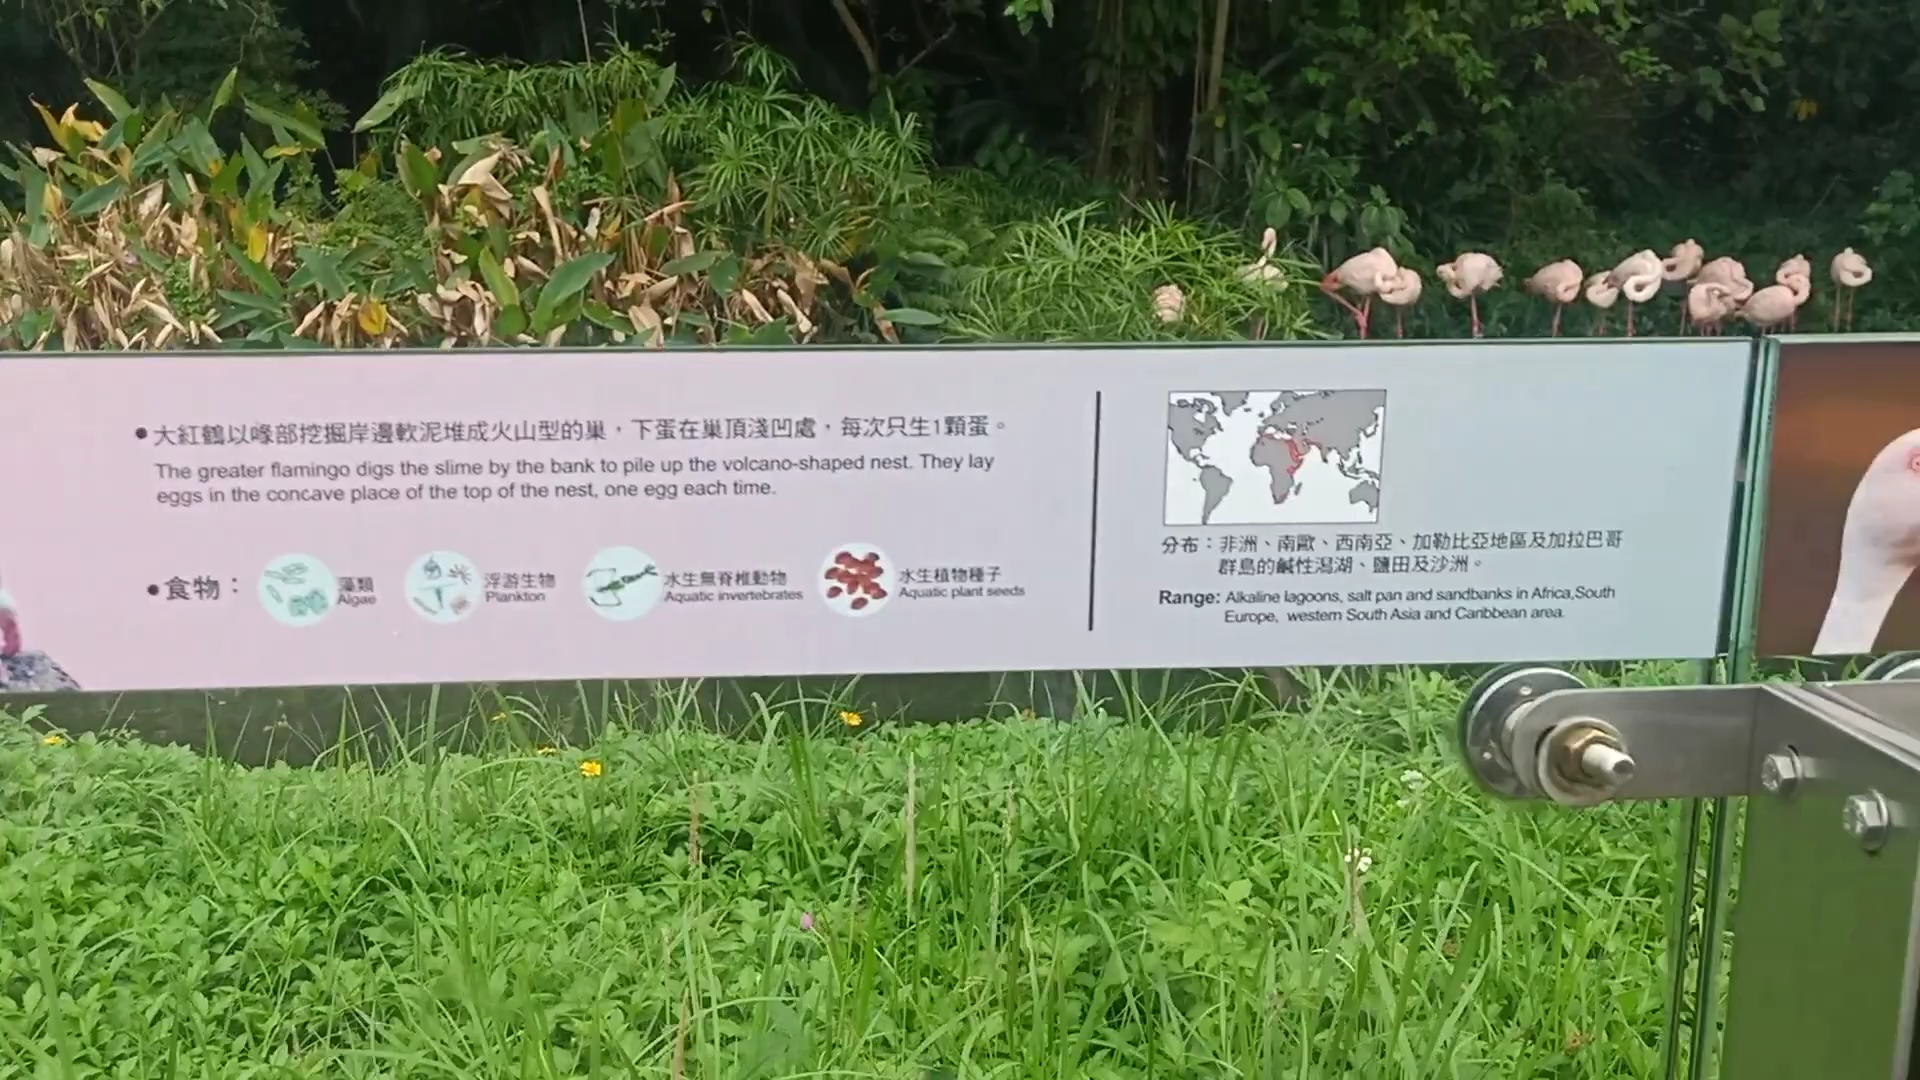 ●大紅鶴以喙部挖掘岸邊軟泥堆成火山型的巢，下蛋在巢頂淺凹處，每次只生1顆蛋。
The greater flamingo digs the slime by the bank to pile up the volcano-shaped nest. They lay
eggs in the concave place of the top of the nest, one egg each time.
●食物：
藻類
Algae
浮游生物
Plankton
水生無脊椎動物
Aquatic invertebrates
水生植物種子
Aquatic plant seeds
分布：非洲、南歐、西南亞、加勒比亞地區及加拉巴哥
群島的鹹性潟湖、鹽田及沙洲。
Range: Alkaline lagoons, salt pan and sandbanks in Africa,South
Europe, western South Asia and Caribbean area.